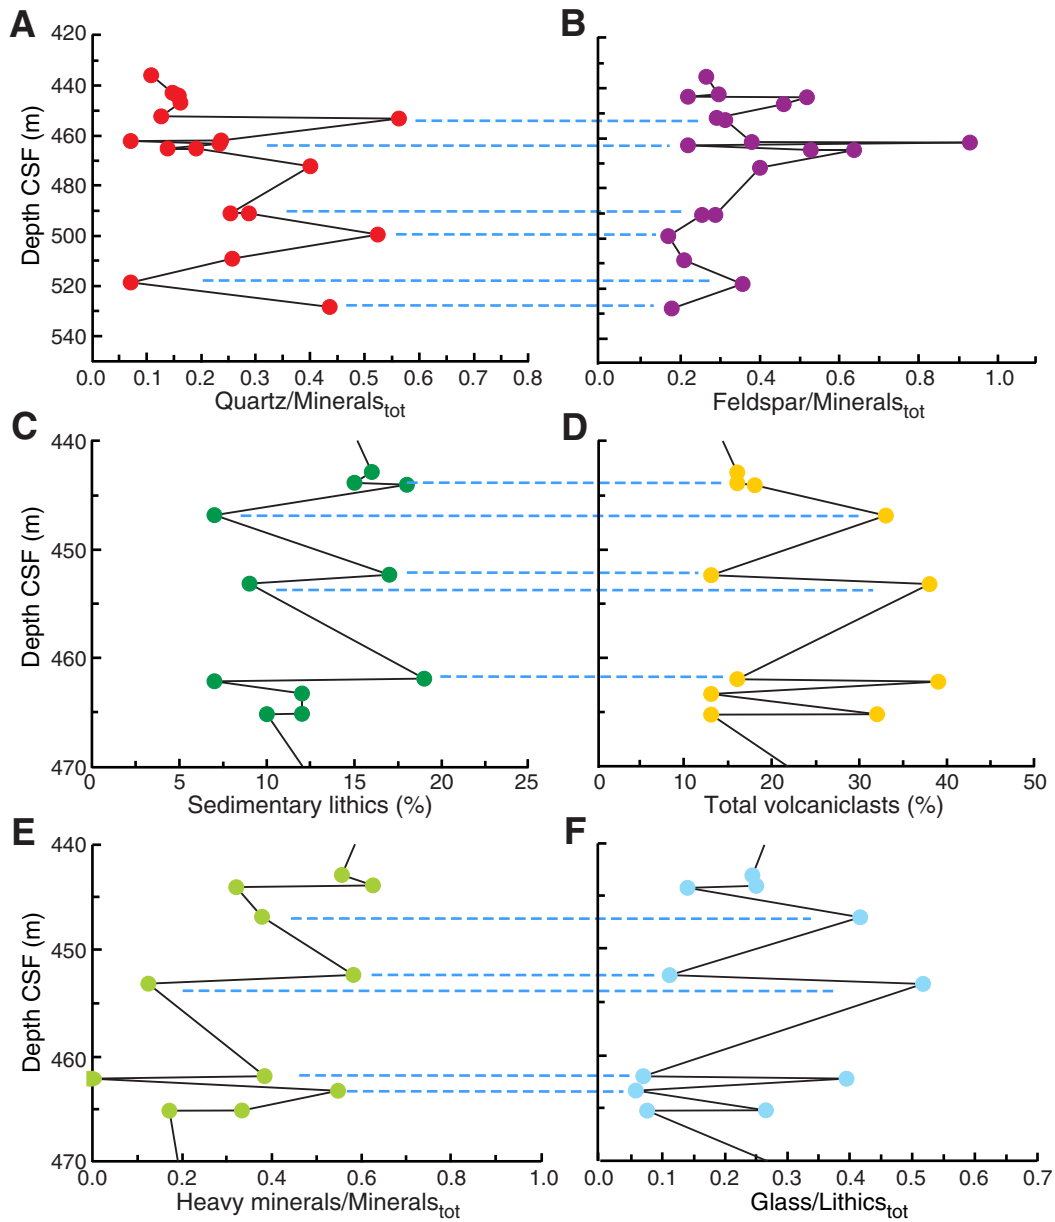 A
B
420
440
460
480
500
520
540
Depth CSF (m)
0.0 0.1 0.2 0.3 0.4 0.5 0.6 0.7 0.8
Quartz/Minerals_tot
0.0 0.2 0.4 0.6 0.8 1.0
Feldspar/Minerals_tot
C
D
440
450
460
470
Depth CSF (m)
0 5 10 15 20 25
Sedimentary lithics (%)
0 10 20 30 40 50
Total volcaniclasts (%)
E
F
440
450
460
470
Depth CSF (m)
0.0 0.2 0.4 0.6 0.8 1.0
Heavy minerals/Minerals_tot
0.0 0.1 0.2 0.3 0.4 0.5 0.6 0.7
Glass/Lithics_tot